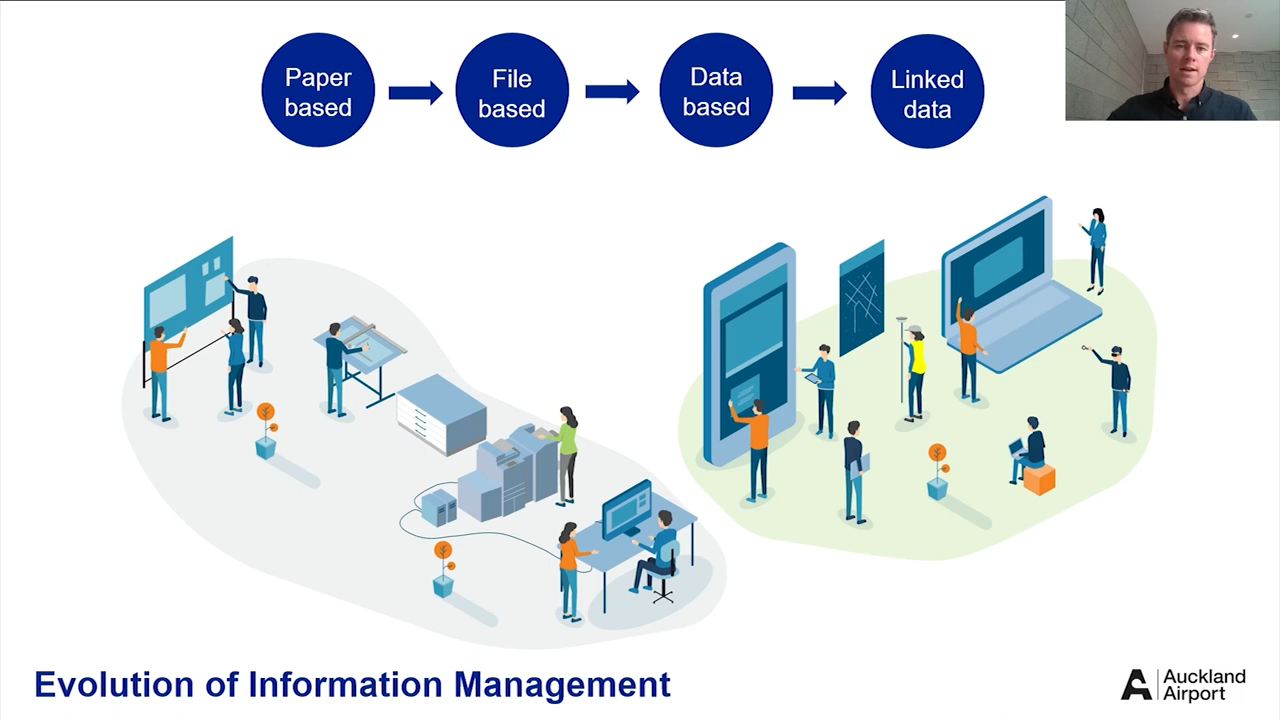 Paper
based
File
based
Data
based
Linked
data
Evolution of Information Management
Auckland
Airport